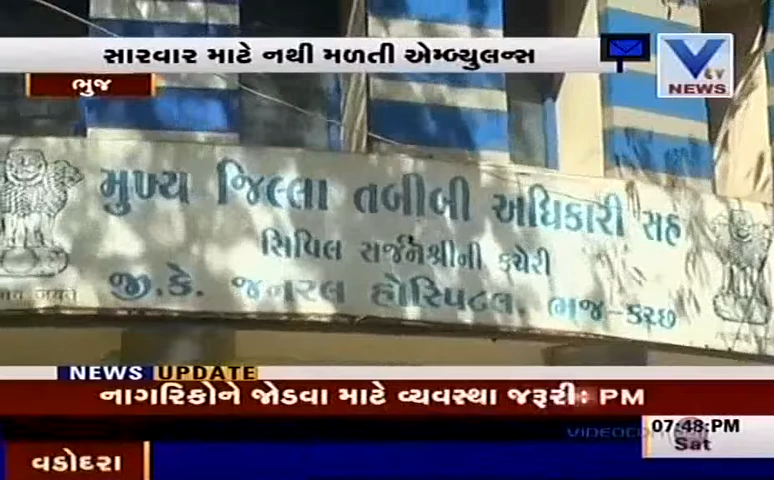 સારવાર માટે નથી મળતી એમ્બ્યુલન્સ
V
TV
NEWS
ભુજ
મુખ્ય જિલ્લા તબીબી અધિકારી સહ
સિવિલ સર્જનશ્રીની કચેરી
જી.કે. જનરલ હોસ્પિટલ. ભુજ-કચ્છ
NEWS UPDATE
નાગરિકોને જોડવા માટે વ્યવસ્થા જરૂરીઃ PM
07:48:PM
Sat
વડોદરા